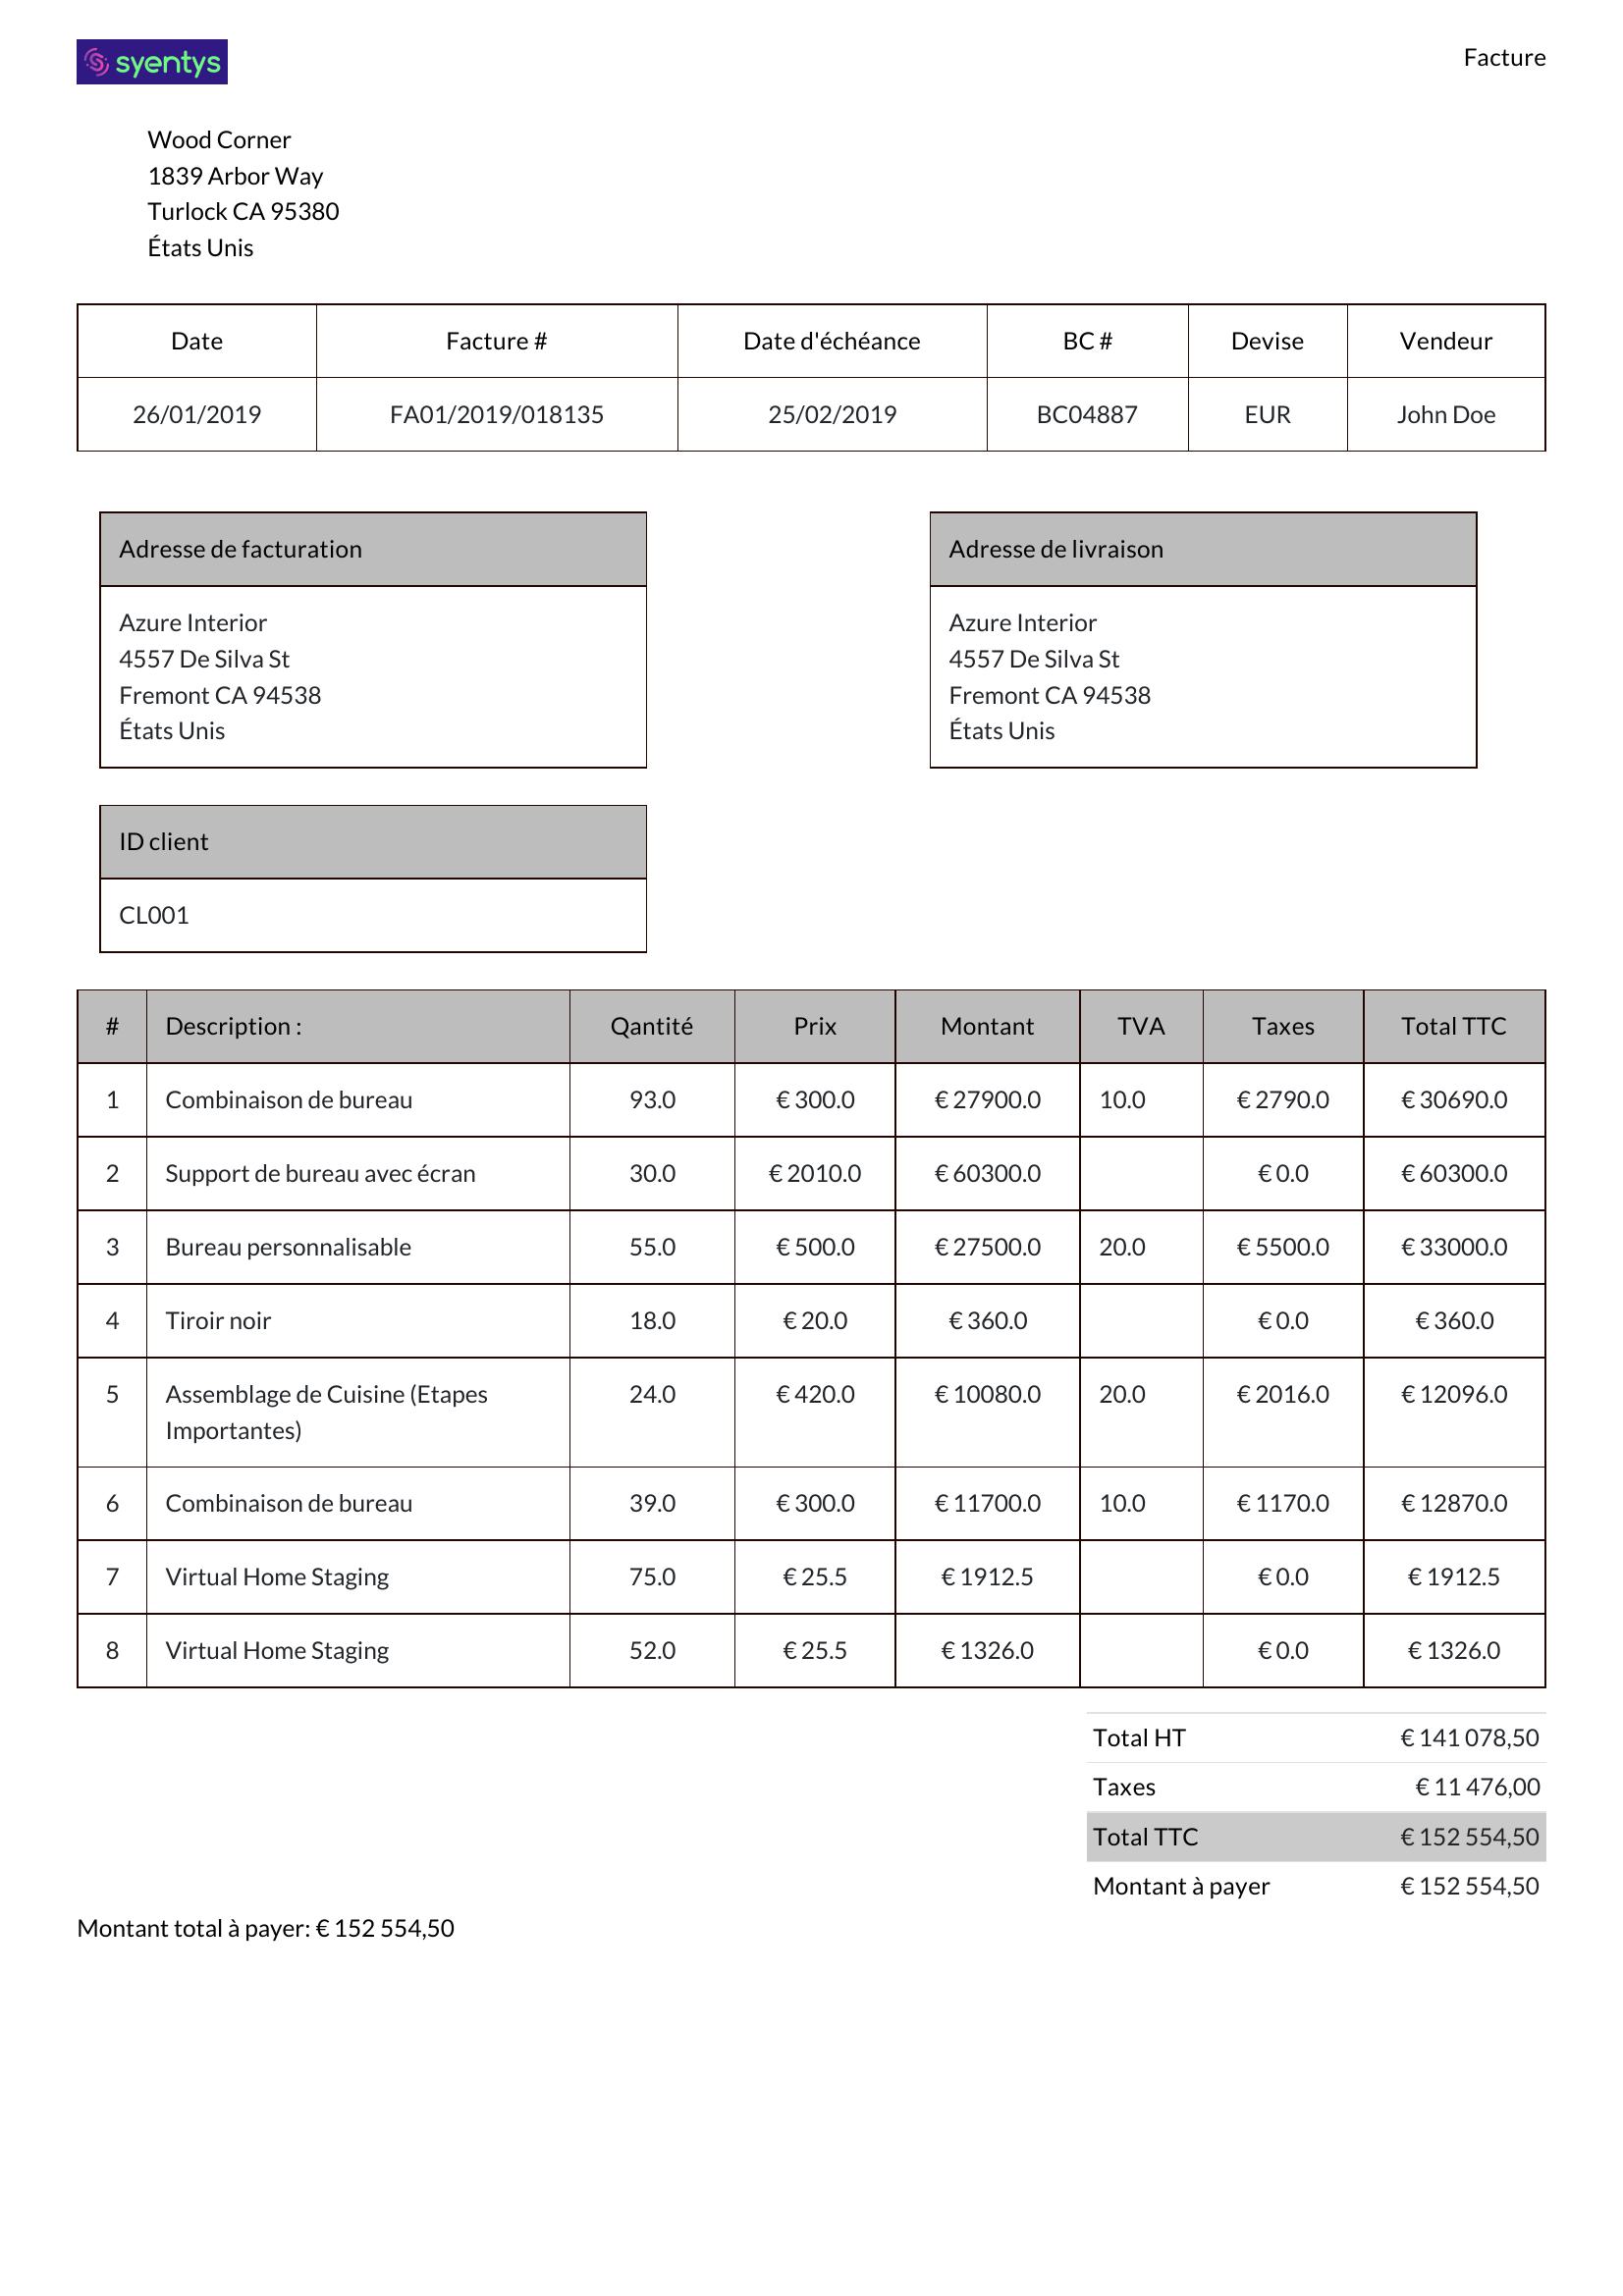 syentys
Facture
Wood Corner
1839 Arbor Way
Turlock CA 95380
États Unis
Date Facture # Date d'échéance BC # Devise Vendeur
26/01/2019 FA01/2019/018135 25/02/2019 BC04887 EUR John Doe
Adresse de facturation
Azure Interior
4557 De Silva St
Fremont CA 94538
États Unis
Adresse de livraison
Azure Interior
4557 De Silva St
Fremont CA 94538
États Unis
ID client
CL001
# Description : Qantité Prix Montant TVA Taxes Total TTC
1 Combinaison de bureau 93.0 € 300.0 € 27900.0 10.0 € 2790.0 € 30690.0
2 Support de bureau avec écran 30.0 € 2010.0 € 60300.0 € 0.0 € 60300.0
3 Bureau personnalisable 55.0 € 500.0 € 27500.0 20.0 € 5500.0 € 33000.0
4 Tiroir noir 18.0 € 20.0 € 360.0 € 0.0 € 360.0
5 Assemblage de Cuisine (Etapes 24.0 € 420.0 € 10080.0 20.0 € 2016.0 € 12096.0
Importantes)
6 Combinaison de bureau 39.0 € 300.0 € 11700.0 10.0 € 1170.0 € 12870.0
7 Virtual Home Staging 75.0 € 25.5 € 1912.5 € 0.0 € 1912.5
8 Virtual Home Staging 52.0 € 25.5 € 1326.0 € 0.0 € 1326.0
Total HT € 141 078,50
Taxes € 11 476,00
Total TTC € 152 554,50
Montant à payer € 152 554,50
Montant total à payer: € 152 554,50